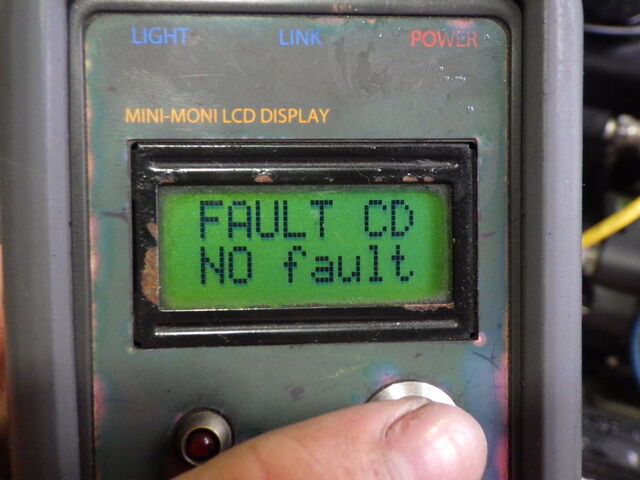 LIGHT LINK POWER
MINI-MONI LCD DISPLAY
FAULT CD
NO fault